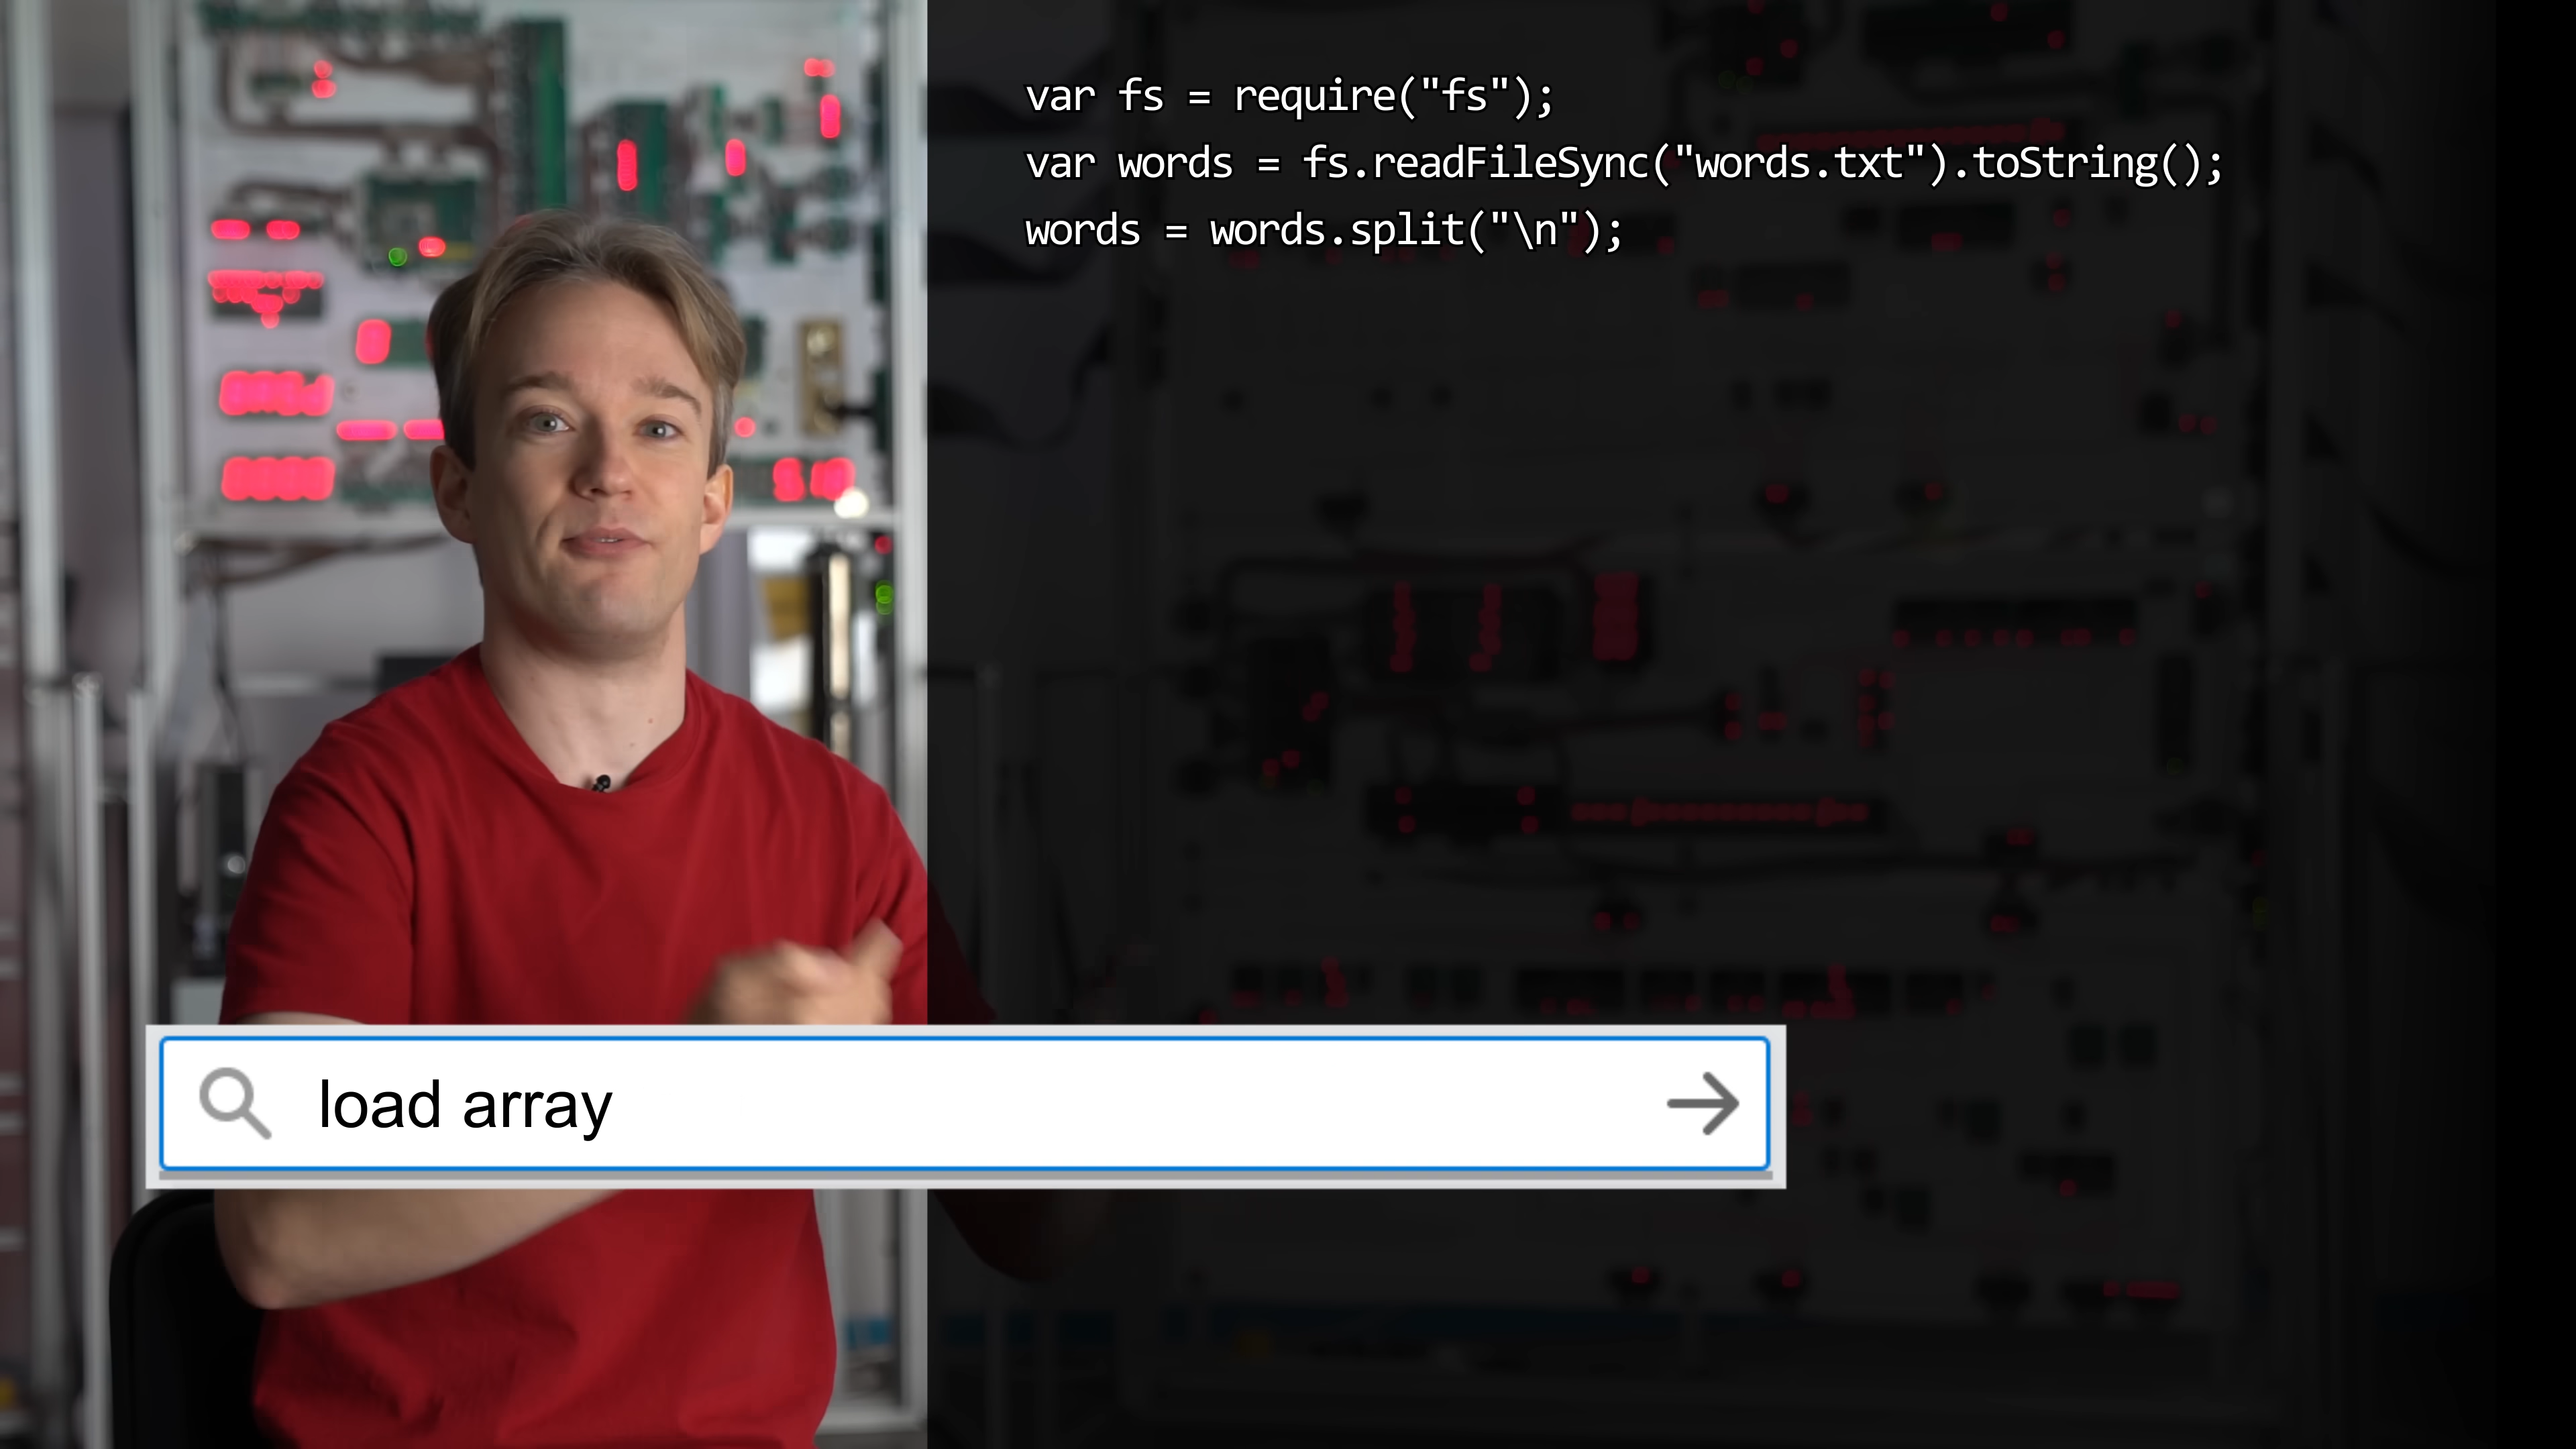 var fs = require("fs");
var words = fs.readFileSync("words.txt").toString();
words = words.split("\n");
load array